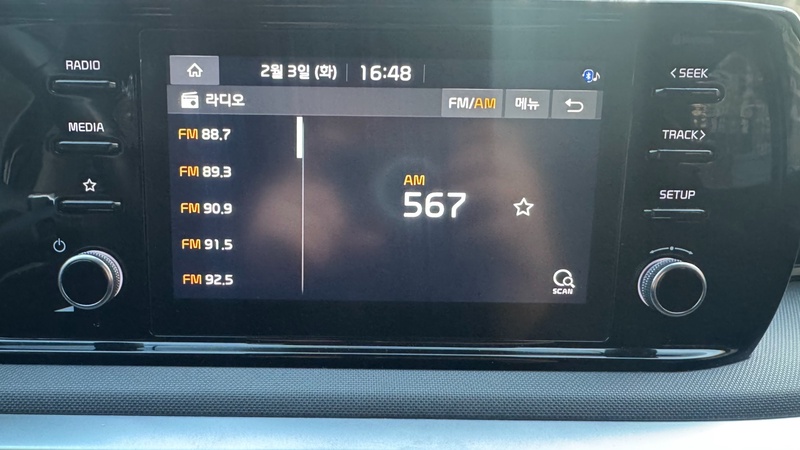 RADIO
MEDIA
2월 3일 (화) 16:48
라디오 FM/AM 메뉴
FM 88.7
FM 89.3
FM 90.9
FM 91.5
FM 92.5
AM
567
SCAN
< SEEK
TRACK >
SETUP